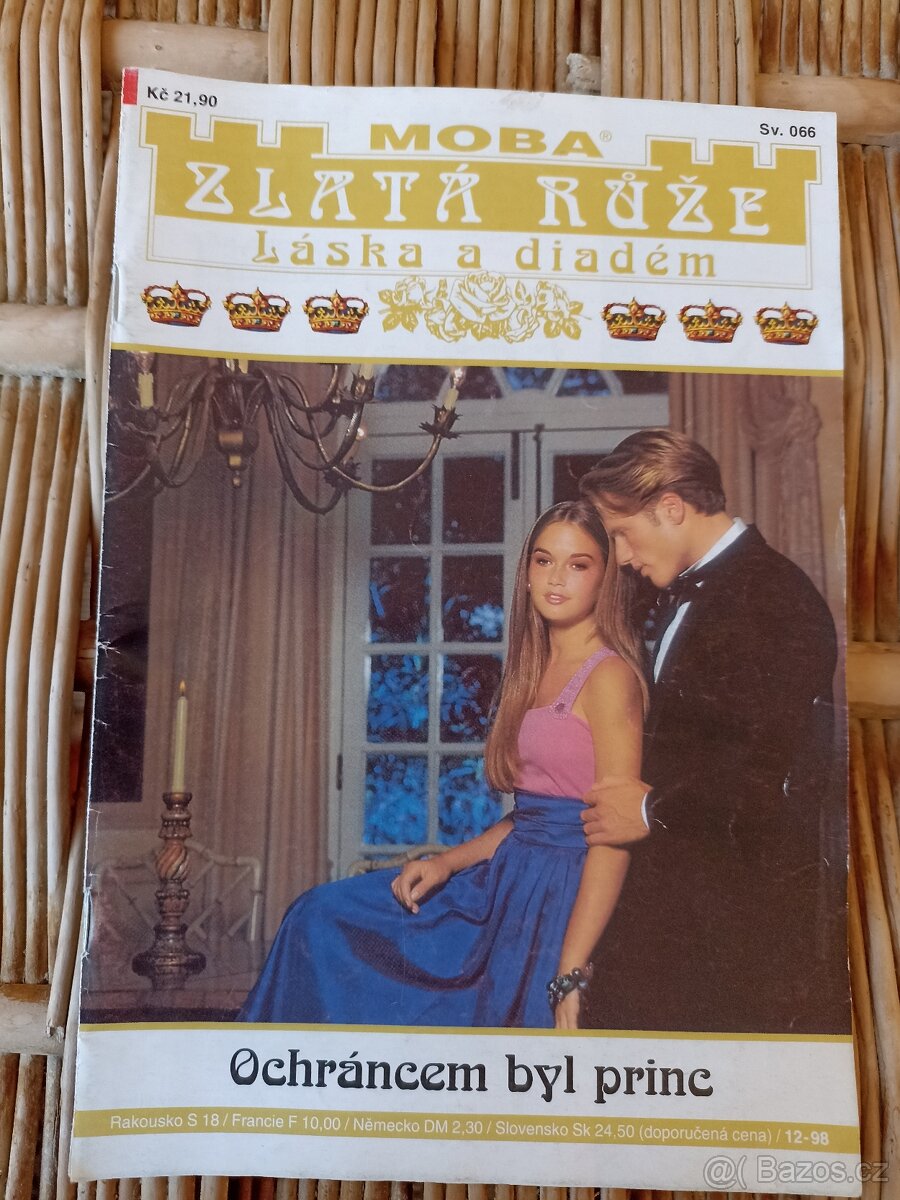 Kč 21,90
Sv. 066
MOBA®
ZLATÁ RŮŽE
Láska a diadém
Ochráncem byl princ
Rakousko S 18 / Francie F 10,00 / Německo DM 2,30 / Slovensko Sk 24,50 (doporučená cena) / 12-98
@( Bazos.cz